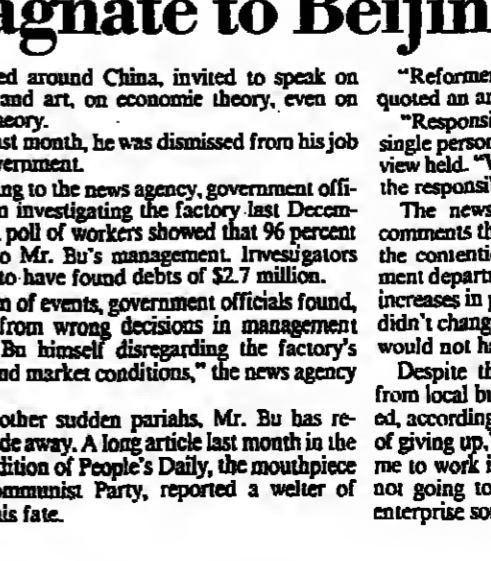 agnate to Beijin
ed around China, invited to speak on
and art, on economic theory, even on
heory.
ast month, he was dismissed from his job
vernment.
ng to the news agency, government offi-
n investigating the factory last Decem-
poll of workers showed that 96 percent
o Mr. Bu's management. Investigators
to have found debts of $2.7 million.
n of events, government officials found,
from wrong decisions in management
Bu himself disregarding the factory's
nd market conditions," the news agency
other sudden pariahs, Mr. Bu has re-
de away. A long article last month in the
dition of People's Daily, the mouthpiece
ommunist Party, reported a welter of
is fate.
"Reformer
quoted an ar
"Responsi
single person
view held. "W
the responsi
The news
comments th
the contenti
ment departm
increases in p
didn't chang
would not ha
Despite th
from local bu
ed, according
of giving up,
me to work i
not going to
enterprise so